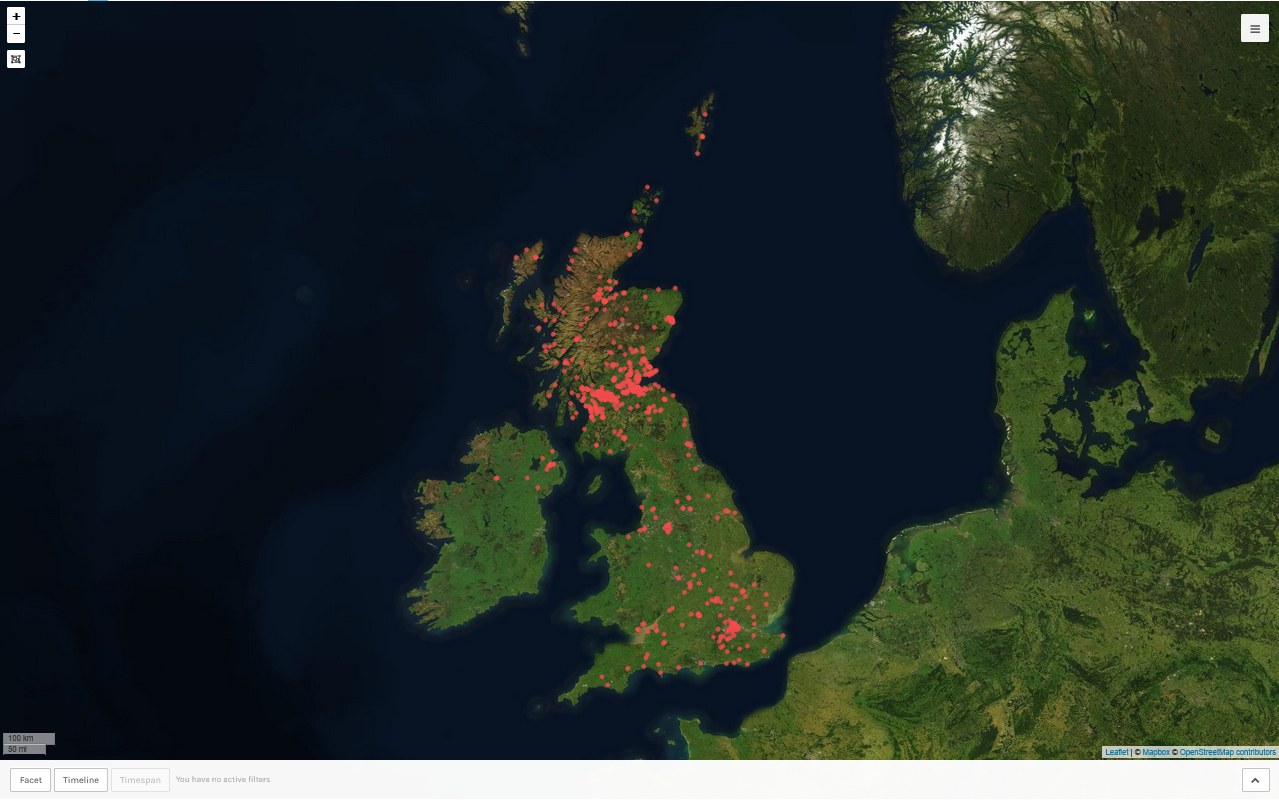 +
−
100 km
50 mi
Leaflet | © Mapbox © OpenStreetMap contributors
Facet Timeline Timespan You have no active filters